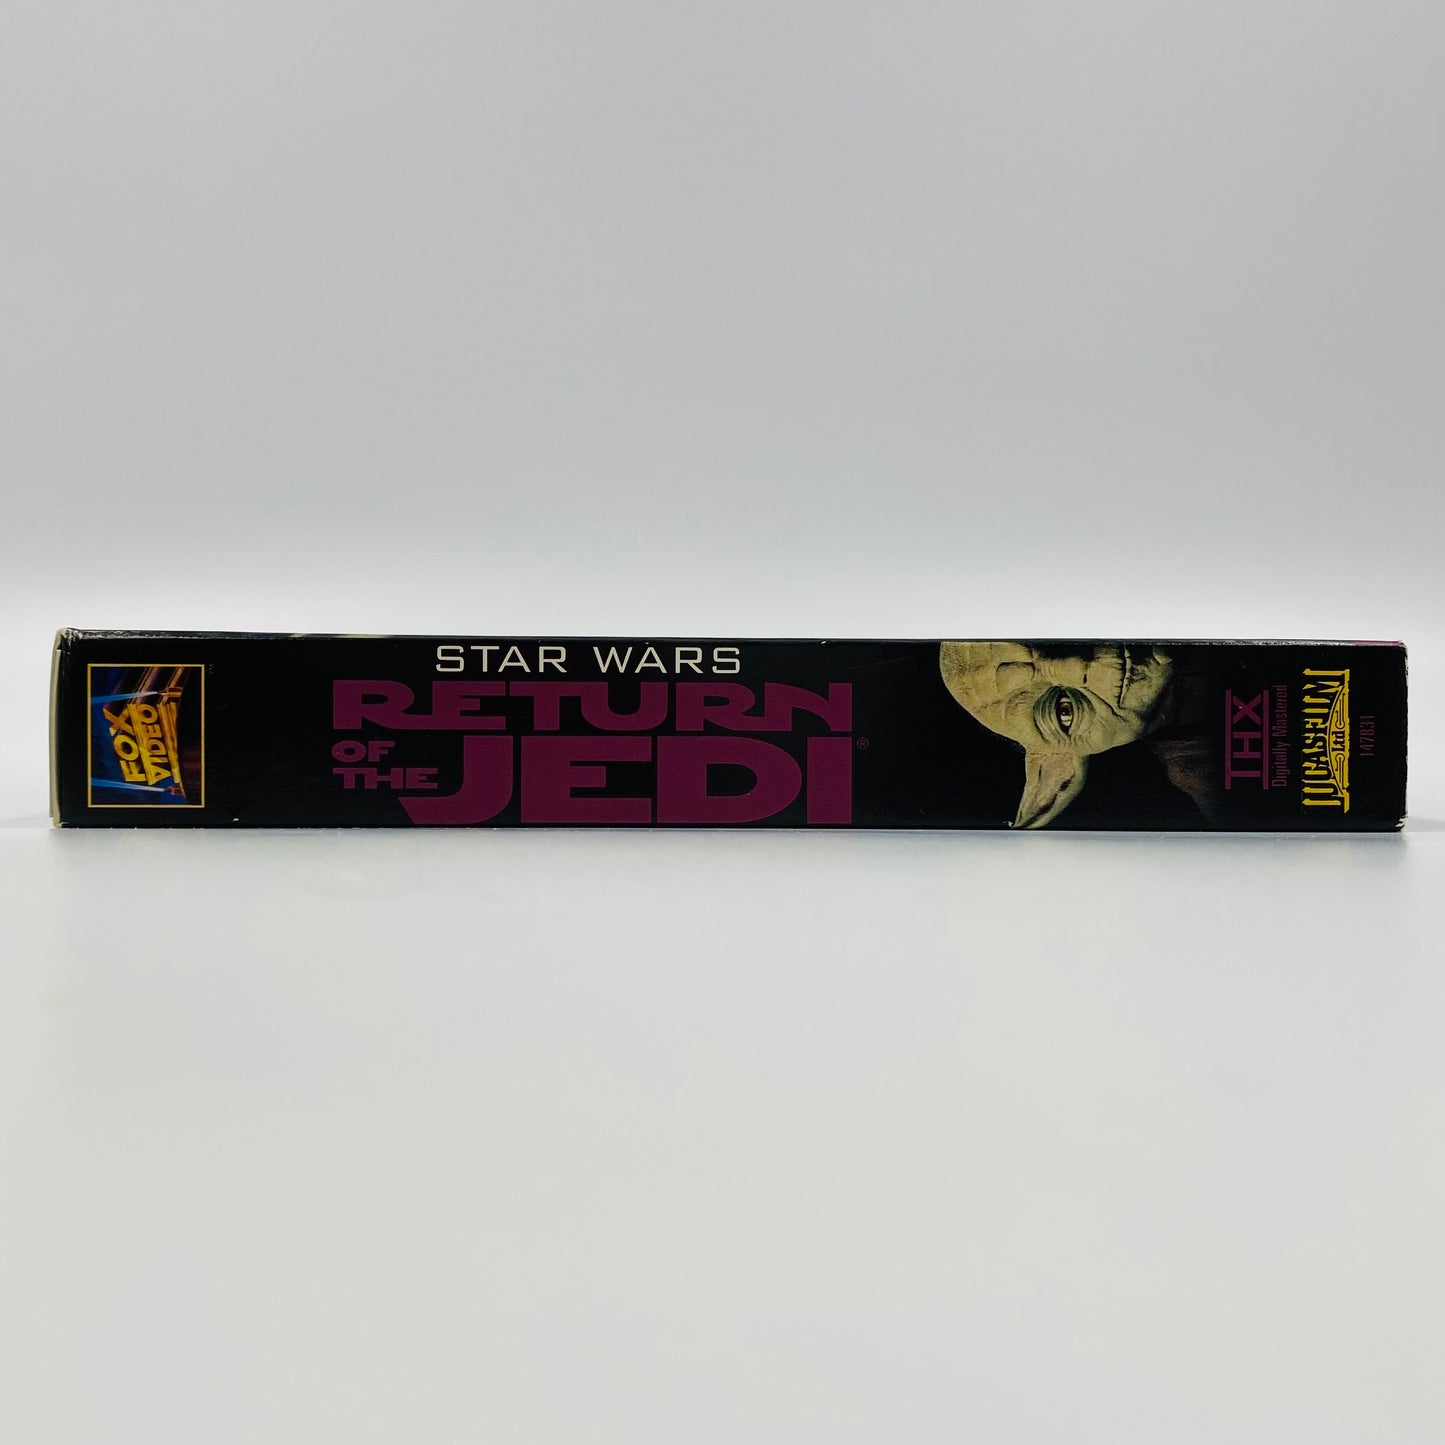 FOX
VIDEO
STAR WARS
RETURN
OF
THE
JEDI®
THX
Digitally Mastered
LUCASFILM
Ltd
147831